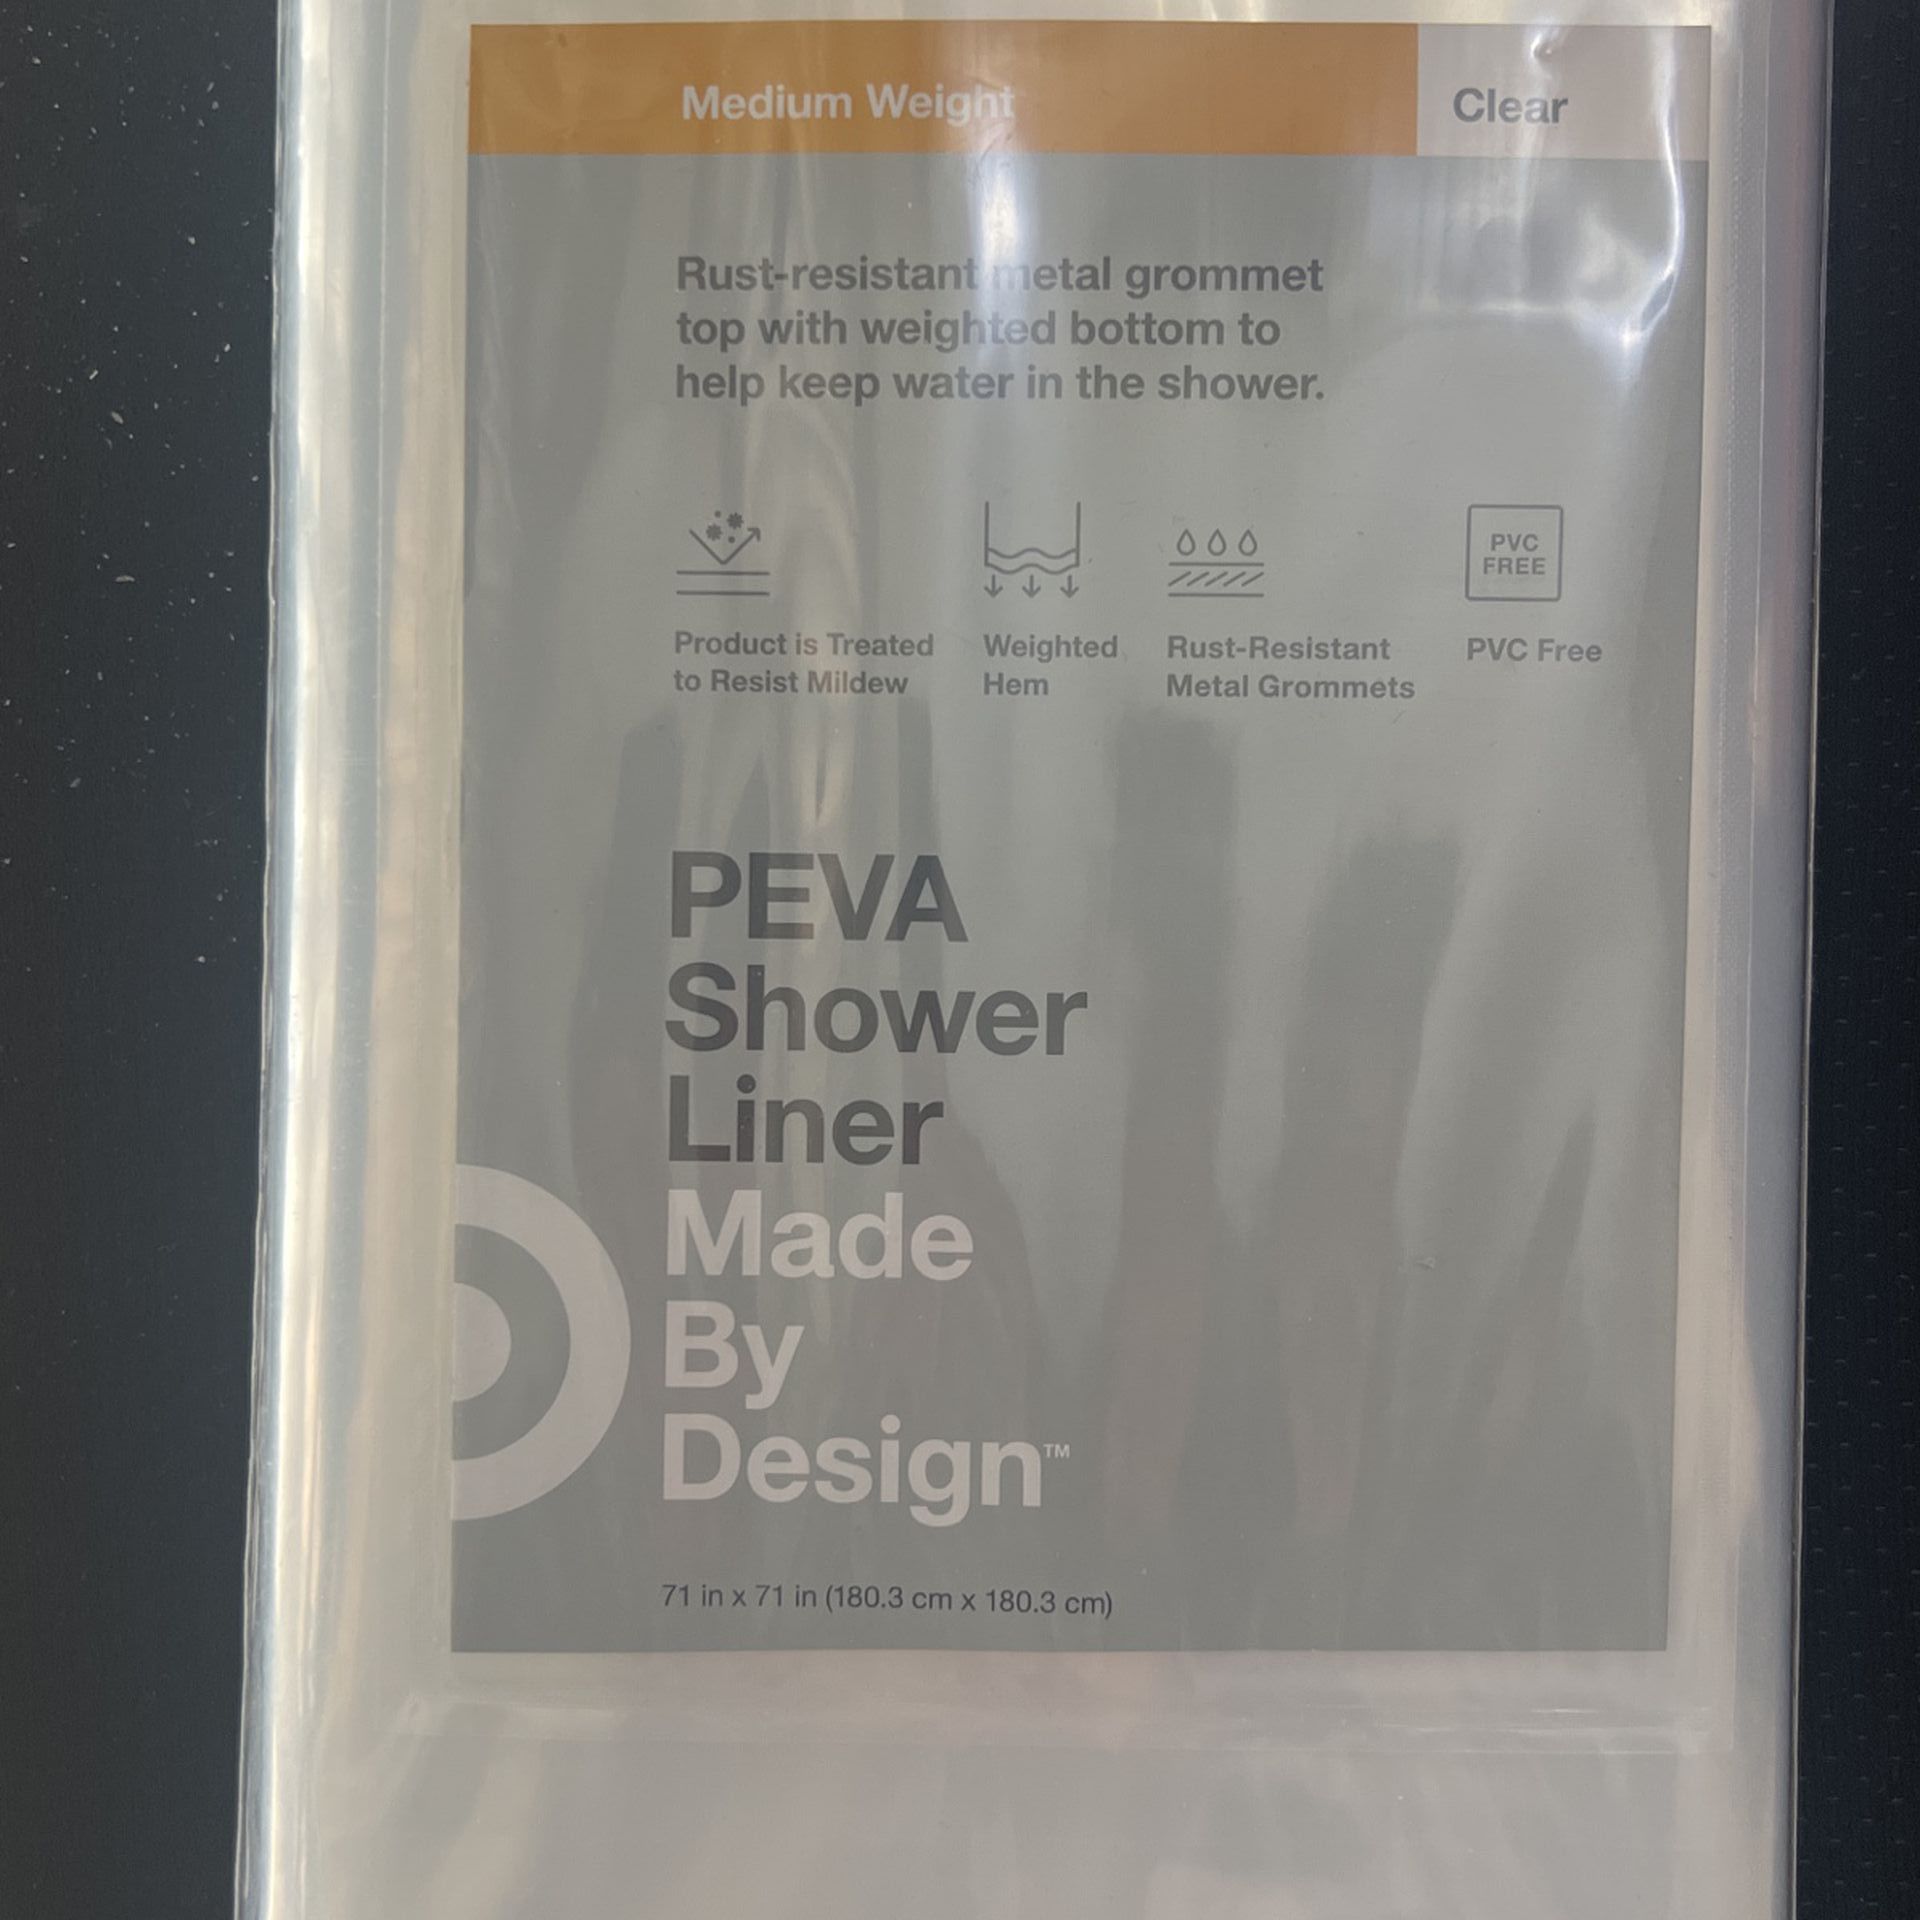 Medium Weight
Clear
Rust-resistant metal grommet
top with weighted bottom to
help keep water in the shower.
PVC
FREE
Product is Treated
to Resist Mildew
Weighted
Hem
Rust-Resistant
Metal Grommets
PVC Free
PEVA
Shower
Liner
Made
By
Design™
71 in x 71 in (180.3 cm x 180.3 cm)